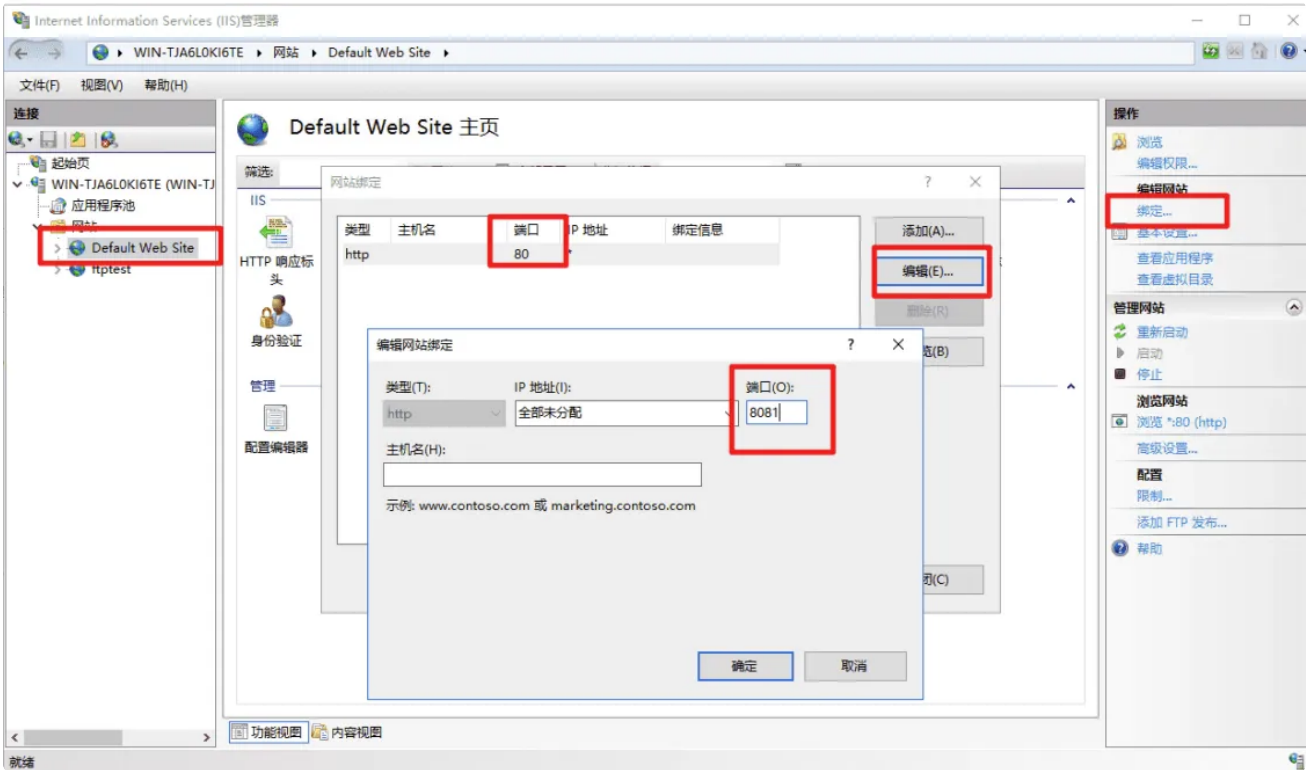 Internet Information Services (IIS)管理器
WIN-TJA6L0KI6TE 网站 Default Web Site
文件(F) 视图(V) 帮助(H)
连接
起始页
WIN-TJA6L0KI6TE (WIN-TJ
应用程序池
网站
Default Web Site
ftptest
Default Web Site 主页
筛选:
IIS
HTTP 响应标
头
身份验证
管理
配置编辑器
网站绑定
?
类型 主机名 端口 IP 地址 绑定信息
http 80 *
添加(A)...
编辑(E)...
删除(R)
览(B)
闭(C)
编辑网站绑定
?
类型(T): IP 地址(I): 端口(O):
http 全部未分配 8081
主机名(H):
示例: www.contoso.com 或 marketing.contoso.com
确定 取消
功能视图 内容视图
操作
浏览
编辑权限...
编辑网站
绑定...
基本设置...
查看应用程序
查看虚拟目录
管理网站
重新启动
启动
停止
浏览网站
浏览 *:80 (http)
高级设置...
配置
限制...
添加 FTP 发布...
帮助
就绪